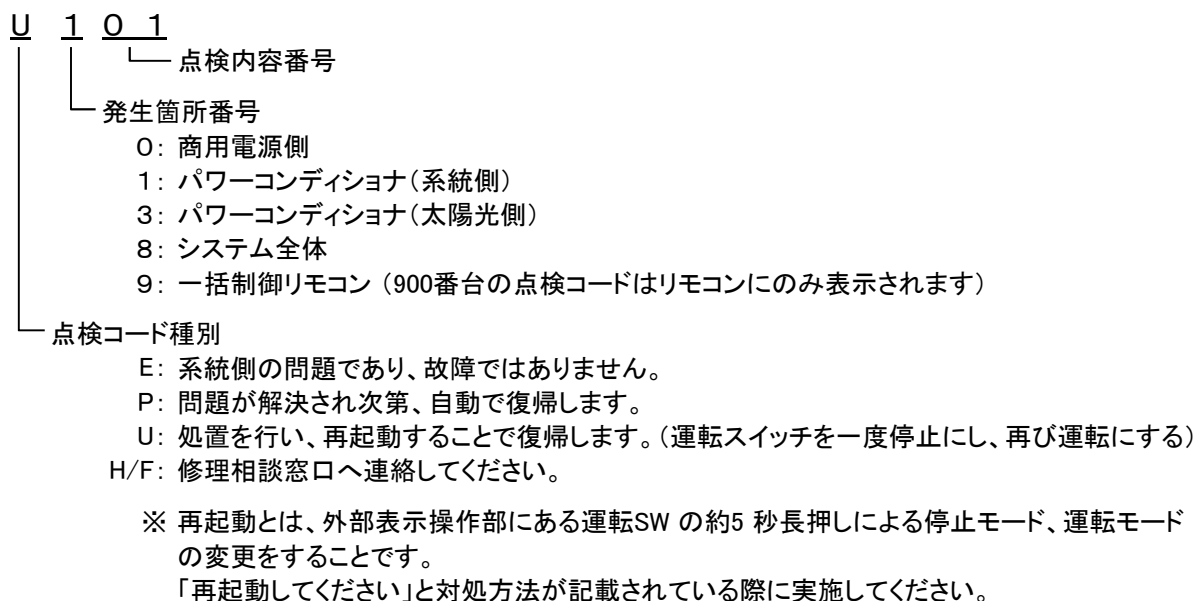 U 1 0 1
点検内容番号
発生箇所番号
0: 商用電源側
1: パワーコンディショナ(系統側)
3: パワーコンディショナ(太陽光側)
8: システム全体
9: 一括制御リモコン (900番台の点検コードはリモコンにのみ表示されます)
点検コード種別
E: 系統側の問題であり、故障ではありません。
P: 問題が解決され次第、自動で復帰します。
U: 処置を行い、再起動することで復帰します。(運転スイッチを一度停止にし、再び運転にする)
H/F: 修理相談窓口へ連絡してください。
※ 再起動とは、外部表示操作部にある運転SW の約5 秒長押しによる停止モード、運転モード
の変更をすることです。
「再起動してください」と対処方法が記載されている際に実施してください。